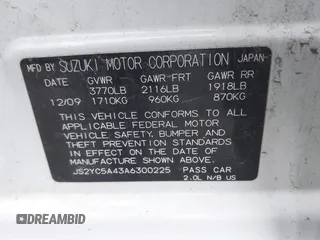 MFD BY SUZUKI MOTOR CORPORATION JAPAN
DATE GVWR GAWR-FRT GAWR RR
3770LB 2116LB 1918LB
12/09 1710KG 960KG 870KG
THIS VEHICLE CONFORMS TO ALL
APPLICABLE FEDERAL MOTOR
VEHICLE SAFETY, BUMPER AND
THEFT PREVENTION STANDARDS
IN EFFECT ON THE DATE OF
MANUFACTURE SHOWN ABOVE.
JS2YC5A43A6300225 PASS CAR
2.0L N/B US
DREAMBID